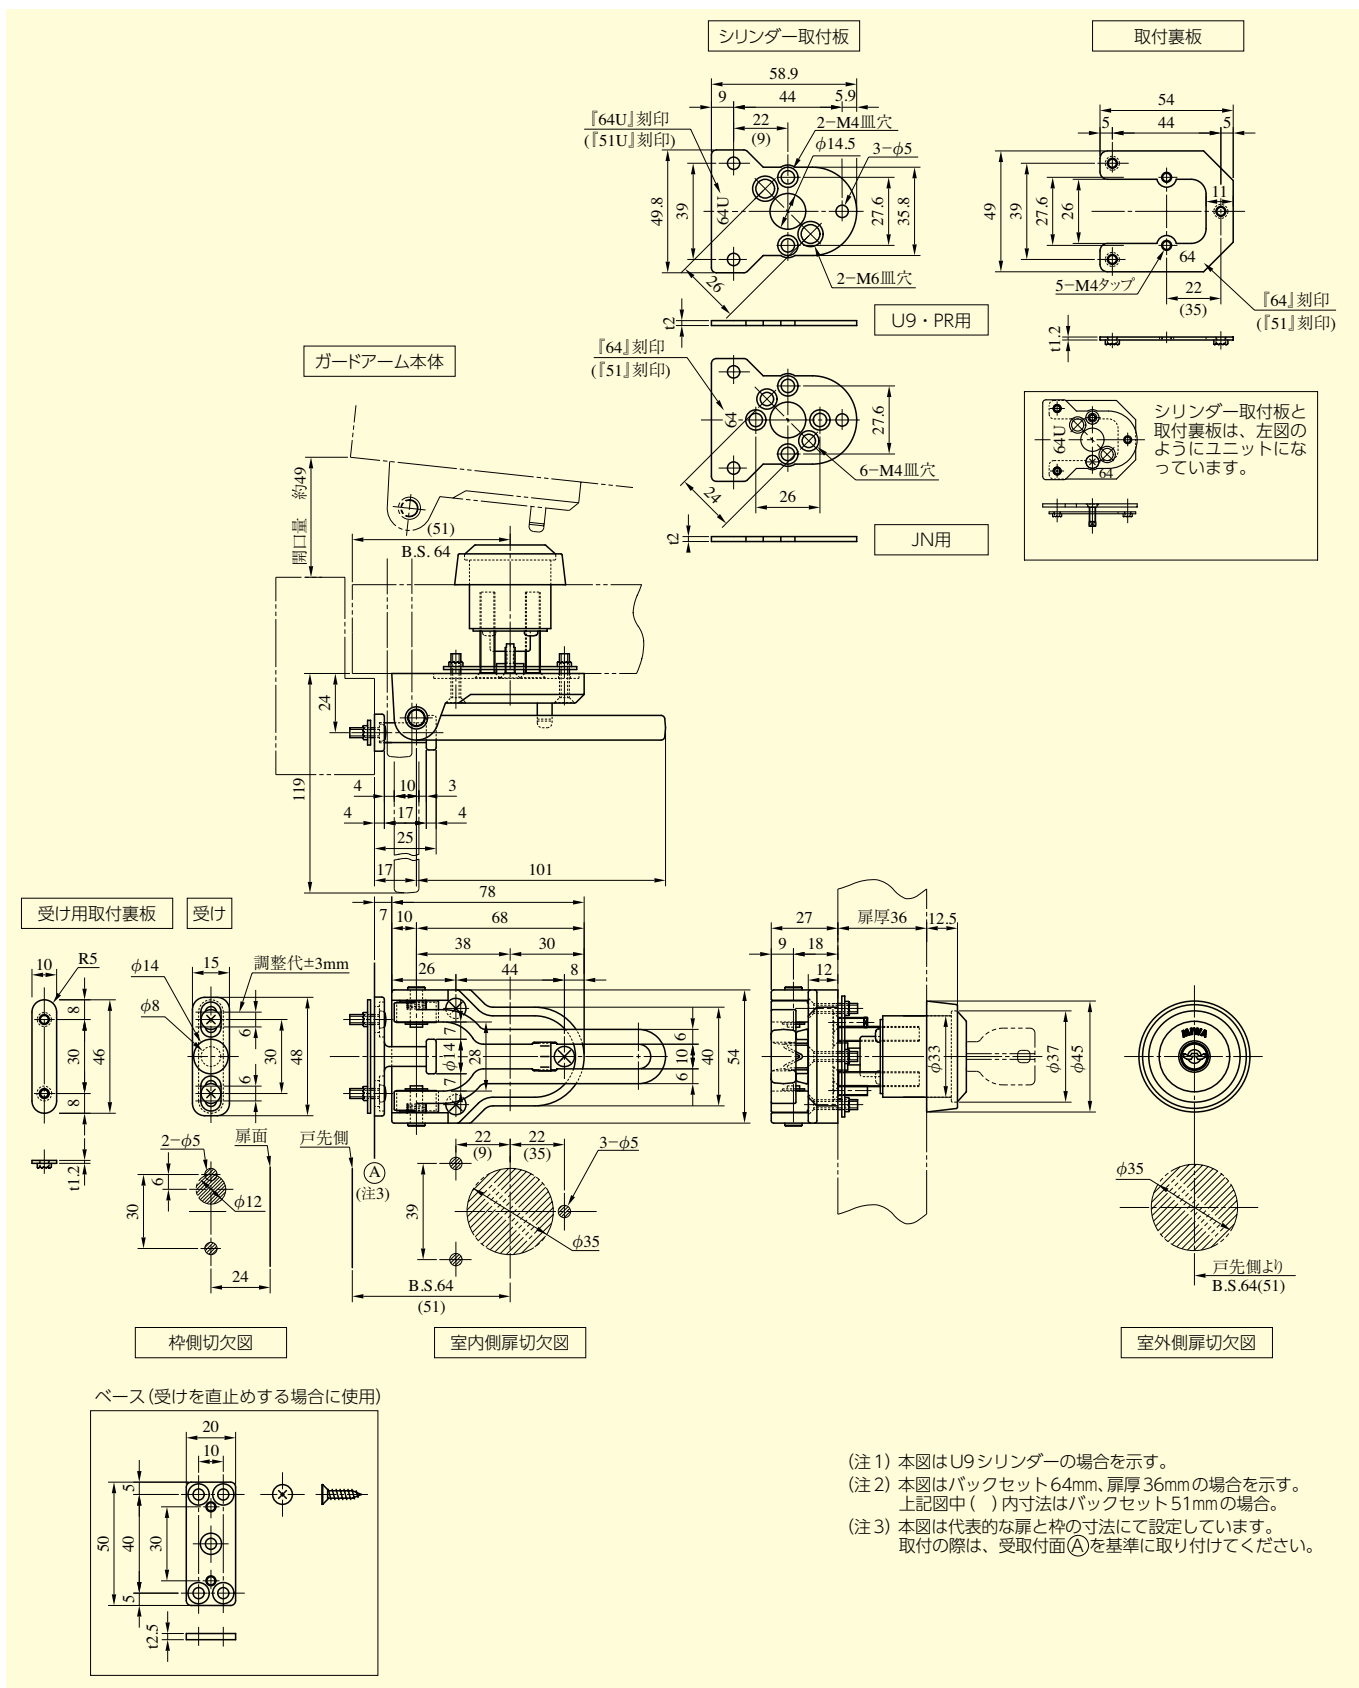 シリンダー取付板
58.9
9
44
5.9
22
(9)
2−M4皿穴
『64U』刻印
(『51U』刻印)
φ14.5
3−φ5
49.8
39
64U
27.6
35.8
26
2−M6皿穴
t2
U9・PR用
『64』刻印
(『51』刻印)
64
27.6
6−M4皿穴
24
26
t2
JN用
取付裏板
54
5
44
5
49
39
27.6
26
11
64
5−M4タップ
22
(35)
『64』刻印
(『51』刻印)
t1.2
64U
64
シリンダー取付板と
取付裏板は、左図の
ようにユニットにな
っています。
ガードアーム本体
開口量 約49
(51)
B.S. 64
24
119
4
10
3
4
17
4
25
17
101
受け用取付裏板
10
R5
8
30
46
8
t1.2
受け
φ14
15
調整代±3mm
φ8
6
6
30
48
2−φ5
扉面
6
30
φ12
24
枠側切欠図
78
7
10
68
38
30
26
44
8
7
φ14
28
7
6
10
6
40
54
戸先側
Ⓐ
(注3)
22
(9)
22
(35)
3−φ5
39
φ35
B.S.64
(51)
室内側扉切欠図
27
扉厚36
12.5
9
18
12
φ33
φ37
φ45
MIWA
φ35
戸先側より
B.S.64(51)
室外側扉切欠図
ベース(受けを直止めする場合に使用)
20
10
5
50
40
30
5
t2.5
(注1) 本図はU9シリンダーの場合を示す。
(注2) 本図はバックセット64mm、扉厚36mmの場合を示す。
上記図中( )内寸法はバックセット51mmの場合。
(注3) 本図は代表的な扉と枠の寸法にて設定しています。
取付の際は、受取付面Ⓐを基準に取り付けてください。